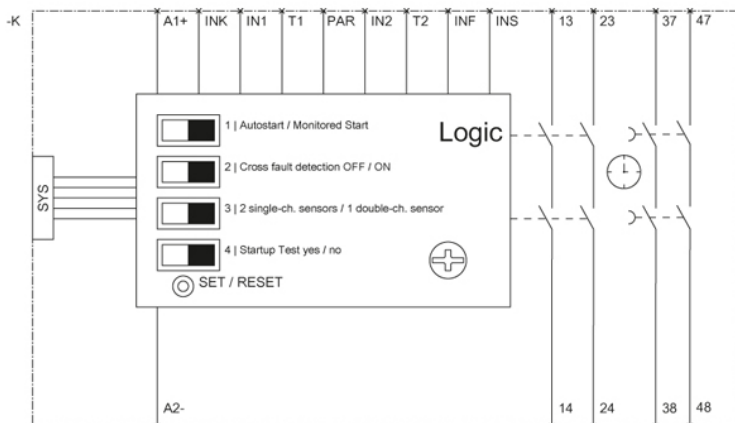 -K
A1+ INK IN1 T1 PAR IN2 T2 INF INS 13 23 37 47
1 | Autostart / Monitored Start
Logic
2 | Cross fault detection OFF / ON
SYS
3 | 2 single-ch. sensors / 1 double-ch. sensor
4 | Startup Test yes / no
SET / RESET
A2- 14 24 38 48